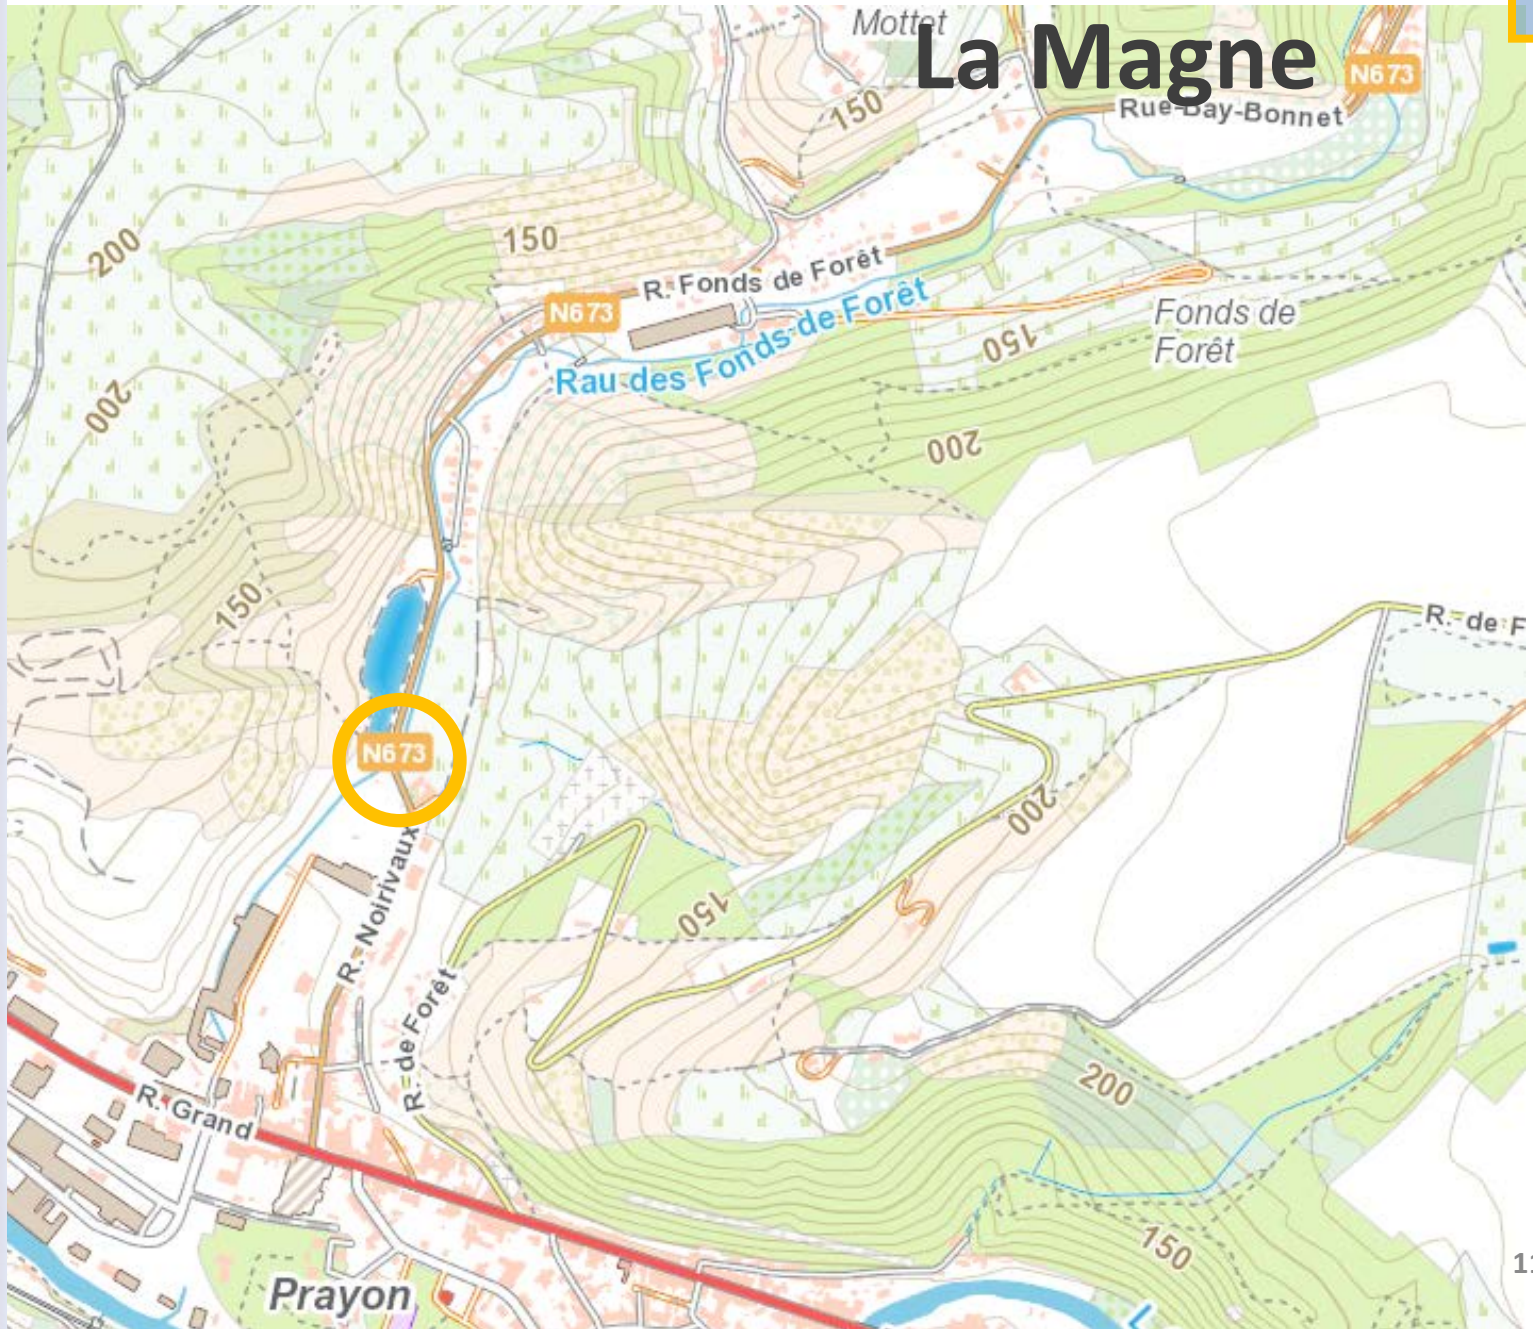 Mottet
La Magne
N673
150
Rue-Bay-Bonnet
200
150
R. Fonds de Forêt
N673
Rau des Fonds de Forêt
Fonds de
Forêt
150
200
200
150
R. de F
N673
200
R. Noirivaux
150
R. de Forêt
200
R. Grand
150
Prayon
11
L